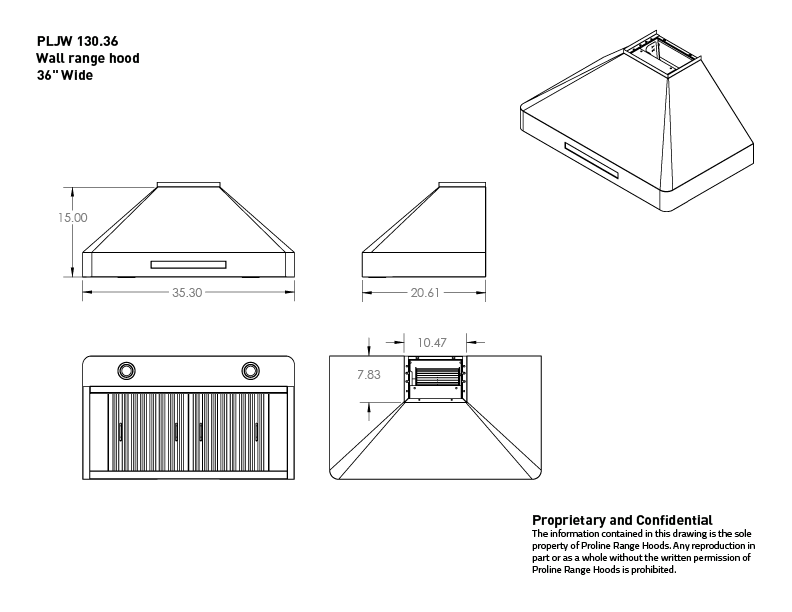 PLJW 130.36
Wall range hood
36" Wide
15.00
35.30
20.61
10.47
7.83
Proprietary and Confidential
The information contained in this drawing is the sole
property of Proline Range Hoods. Any reproduction in
part or as a whole without the written permission of
Proline Range Hoods is prohibited.